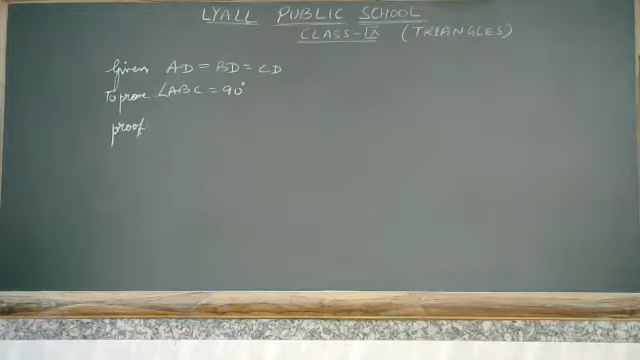 LYALL PUBLIC SCHOOL
CLASS-IX (TRIANGLES)
Given, AD = BD = CD
To prove ∠ABC = 90°
proof: